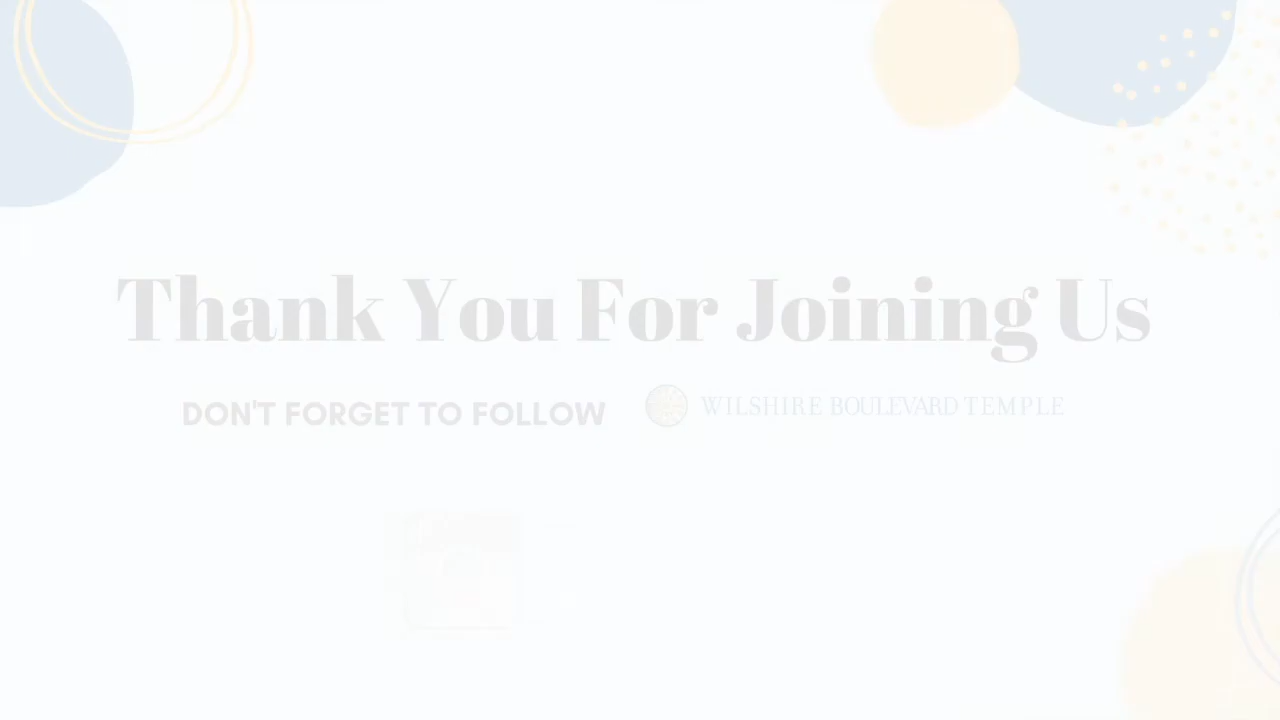 Thank You For Joining Us
DON'T FORGET TO FOLLOW
WILSHIRE BOULEVARD TEMPLE